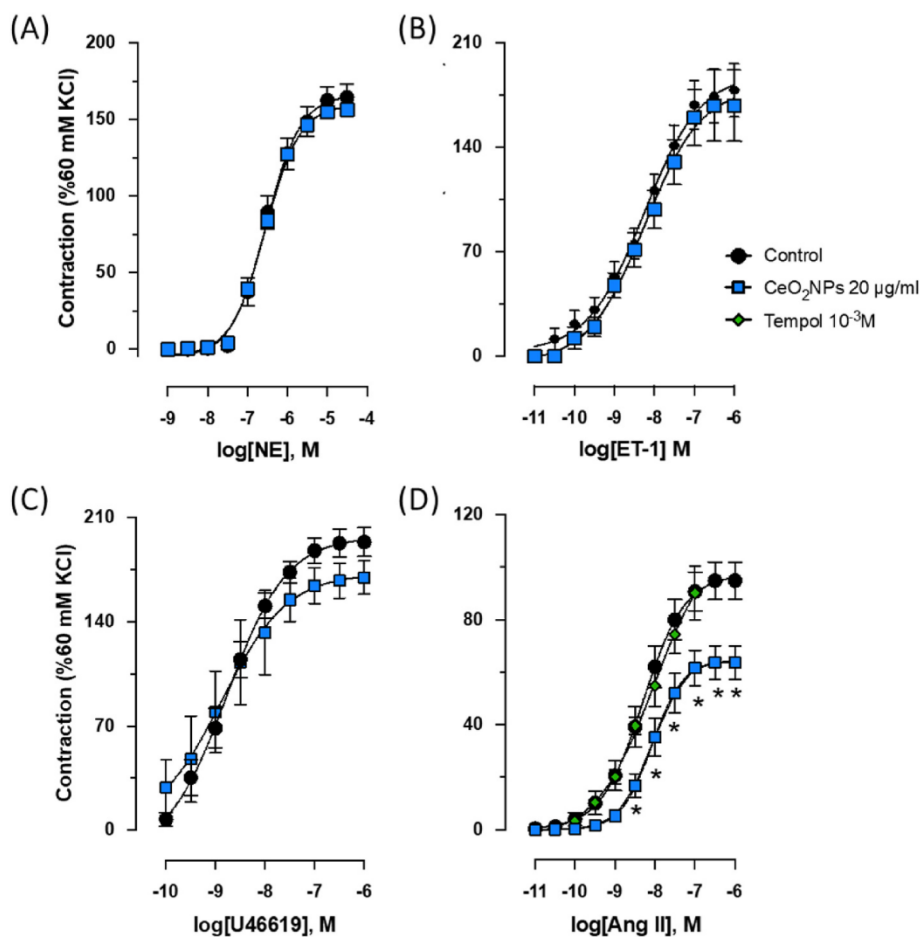 (A)
200
150
100
50
0
Contraction (%60 mM KCl)
-9 -8 -7 -6 -5 -4
log[NE], M
(B)
210
140
70
0
-11 -10 -9 -8 -7 -6
log[ET-1] M
Control
CeO₂NPs 20 µg/ml
Tempol 10⁻³M
(C)
210
140
70
0
Contraction (%60 mM KCl)
-10 -9 -8 -7 -6
log[U46619], M
(D)
120
80
40
0
* * * * * *
-11 -10 -9 -8 -7 -6
log[Ang II], M